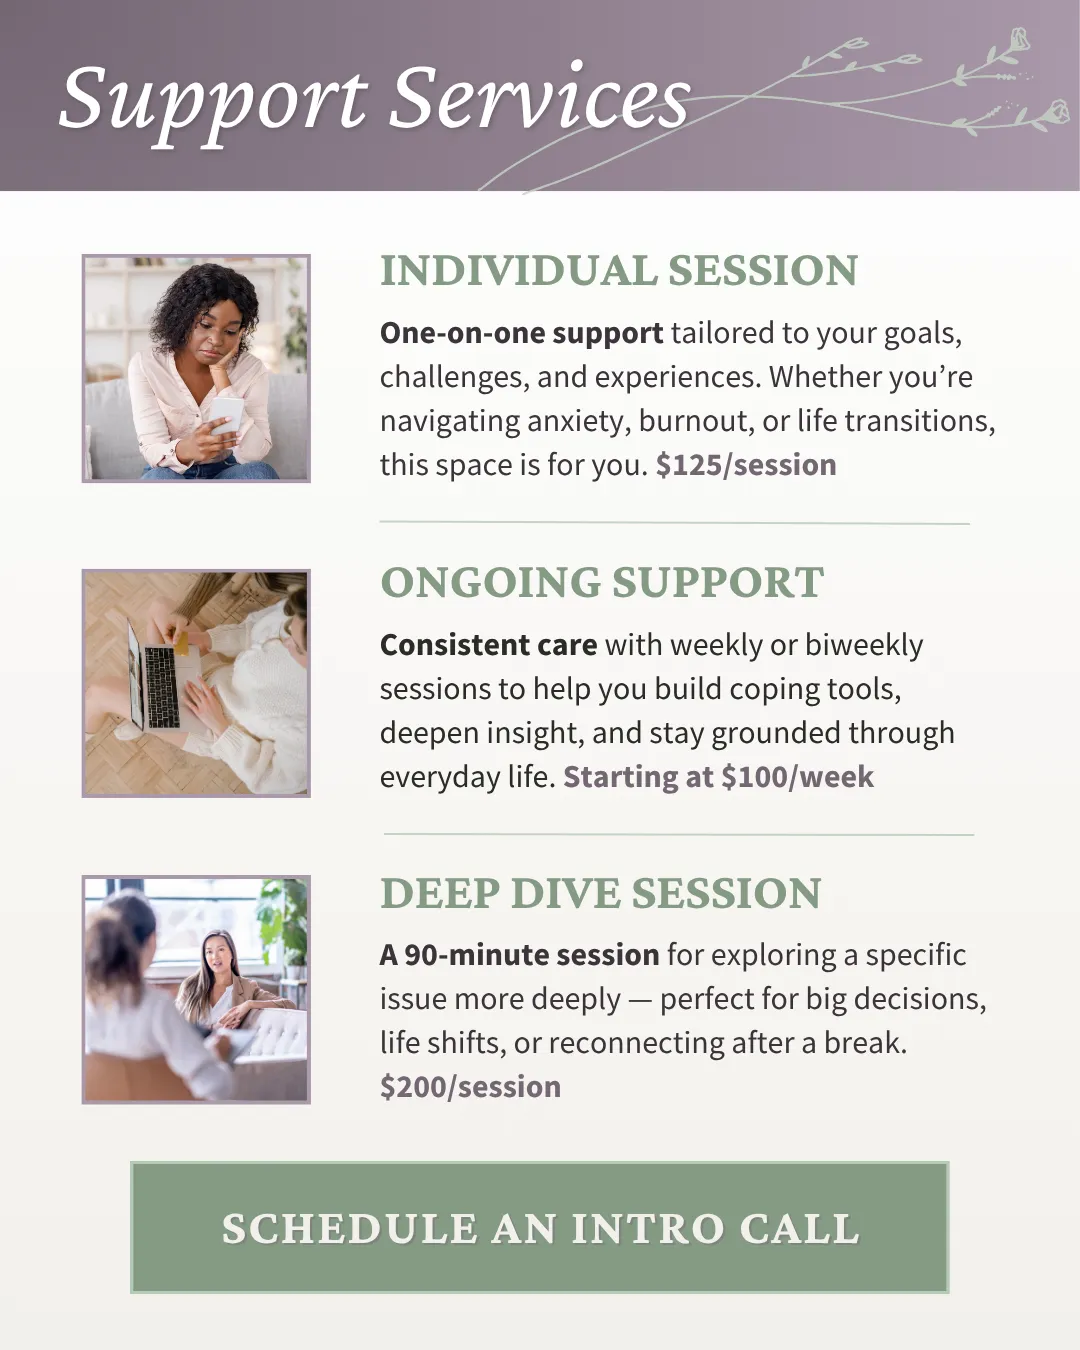 Support Services
INDIVIDUAL SESSION
One-on-one support tailored to your goals,
challenges, and experiences. Whether you’re
navigating anxiety, burnout, or life transitions,
this space is for you. $125/session
ONGOING SUPPORT
Consistent care with weekly or biweekly
sessions to help you build coping tools,
deepen insight, and stay grounded through
everyday life. Starting at $100/week
DEEP DIVE SESSION
A 90-minute session for exploring a specific
issue more deeply — perfect for big decisions,
life shifts, or reconnecting after a break.
$200/session
SCHEDULE AN INTRO CALL